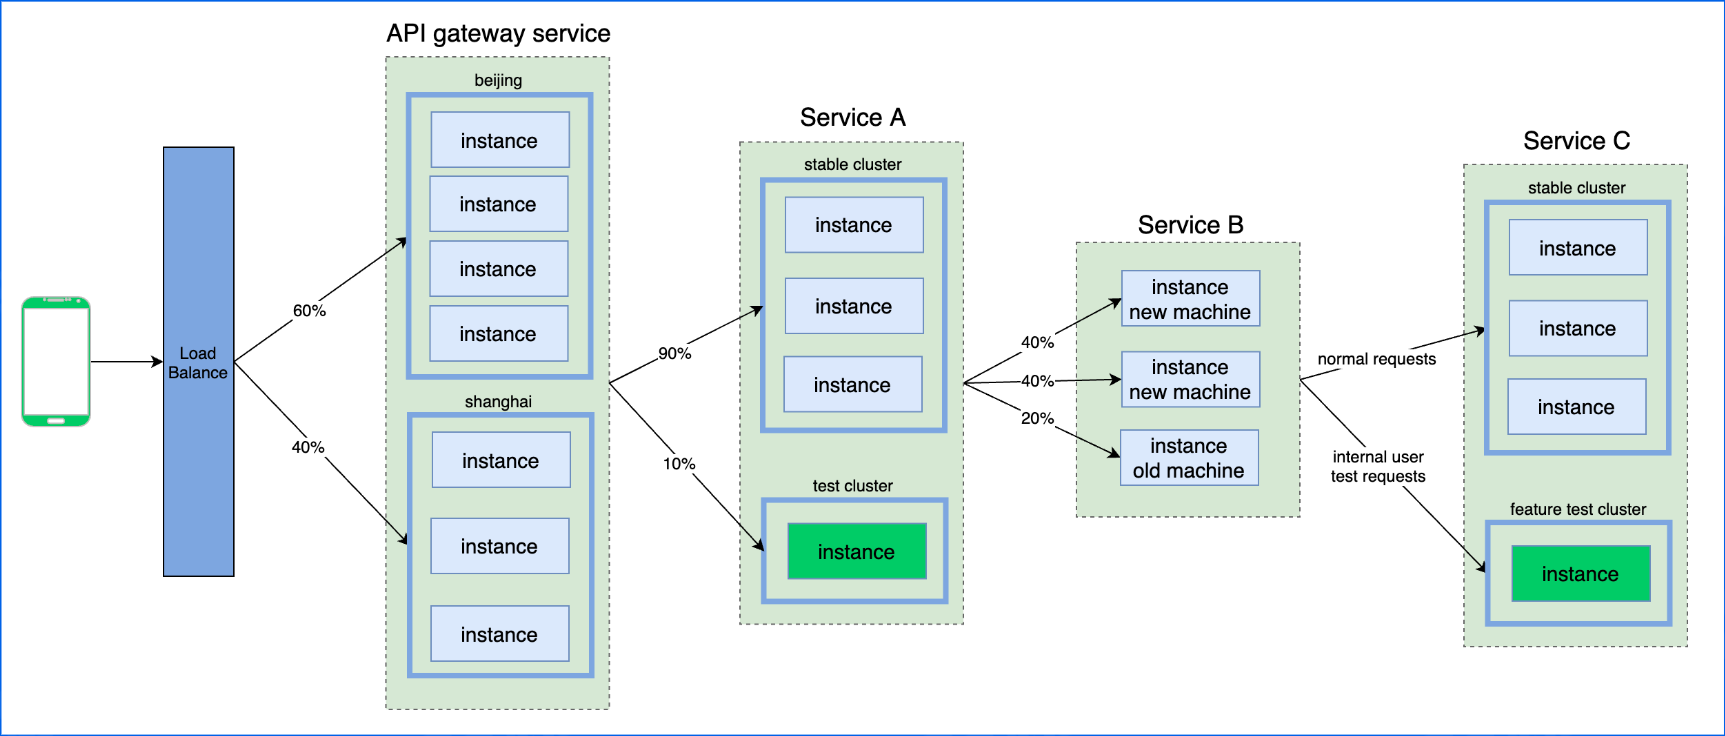 Load
Balance
60%
40%
API gateway service
beijing
instance
instance
instance
instance
shanghai
instance
instance
instance
90%
10%
Service A
stable cluster
instance
instance
instance
test cluster
instance
40%
40%
20%
Service B
instance
new machine
instance
new machine
instance
old machine
normal requests
internal user
test requests
Service C
stable cluster
instance
instance
instance
feature test cluster
instance